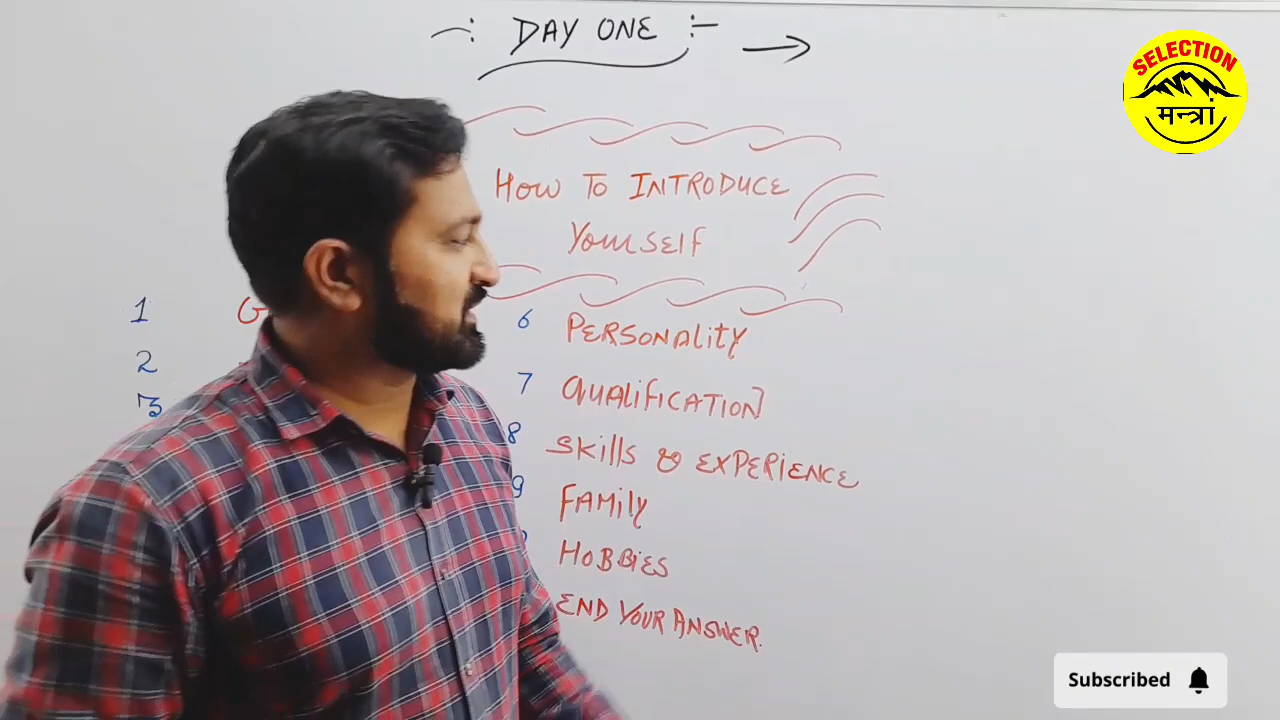 -: DAY ONE :- →
SELECTION
मन्त्रां
HOW TO INTRODUCE
YOURSELF
1 G
2
3
6 PERSONALITY
7 QUALIFICATION
8 SKILLS & EXPERIENCE
9 FAMILY
HOBBIES
END YOUR ANSWER.
Subscribed